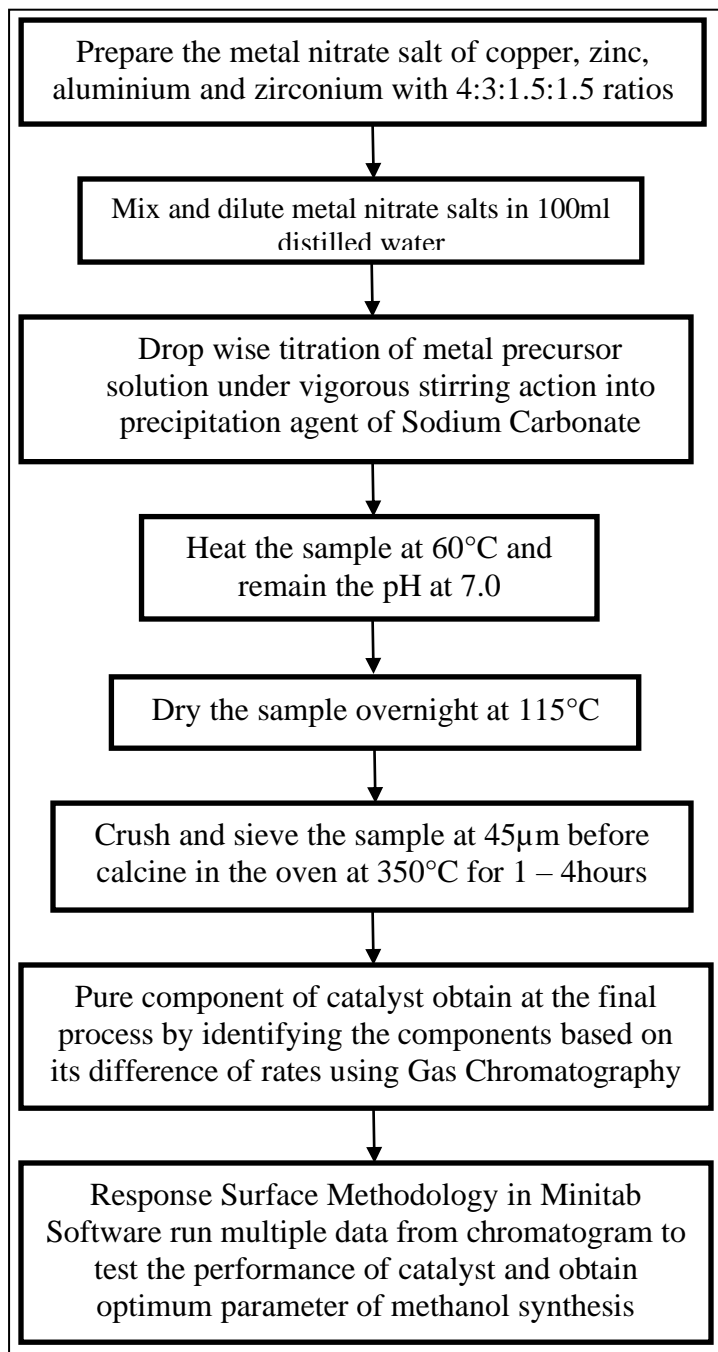 Prepare the metal nitrate salt of copper, zinc,
aluminium and zirconium with 4:3:1.5:1.5 ratios
Mix and dilute metal nitrate salts in 100ml
distilled water
Drop wise titration of metal precursor
solution under vigorous stirring action into
precipitation agent of Sodium Carbonate
Heat the sample at 60°C and
remain the pH at 7.0
Dry the sample overnight at 115°C
Crush and sieve the sample at 45µm before
calcine in the oven at 350°C for 1 – 4hours
Pure component of catalyst obtain at the final
process by identifying the components based on
its difference of rates using Gas Chromatography
Response Surface Methodology in Minitab
Software run multiple data from chromatogram to
test the performance of catalyst and obtain
optimum parameter of methanol synthesis